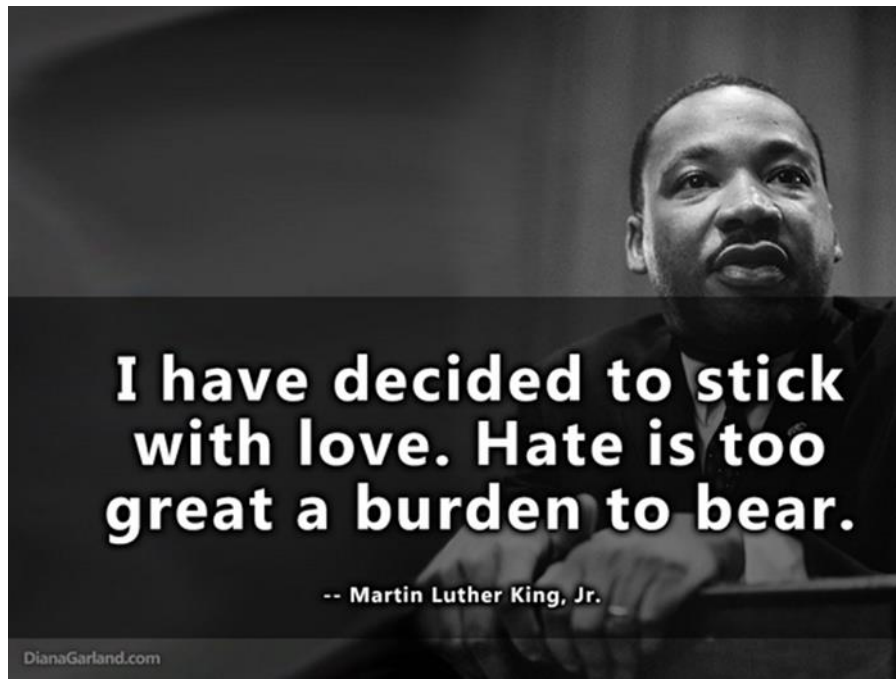 I have decided to stick
with love. Hate is too
great a burden to bear.
-- Martin Luther King, Jr.
DianaGarland.com